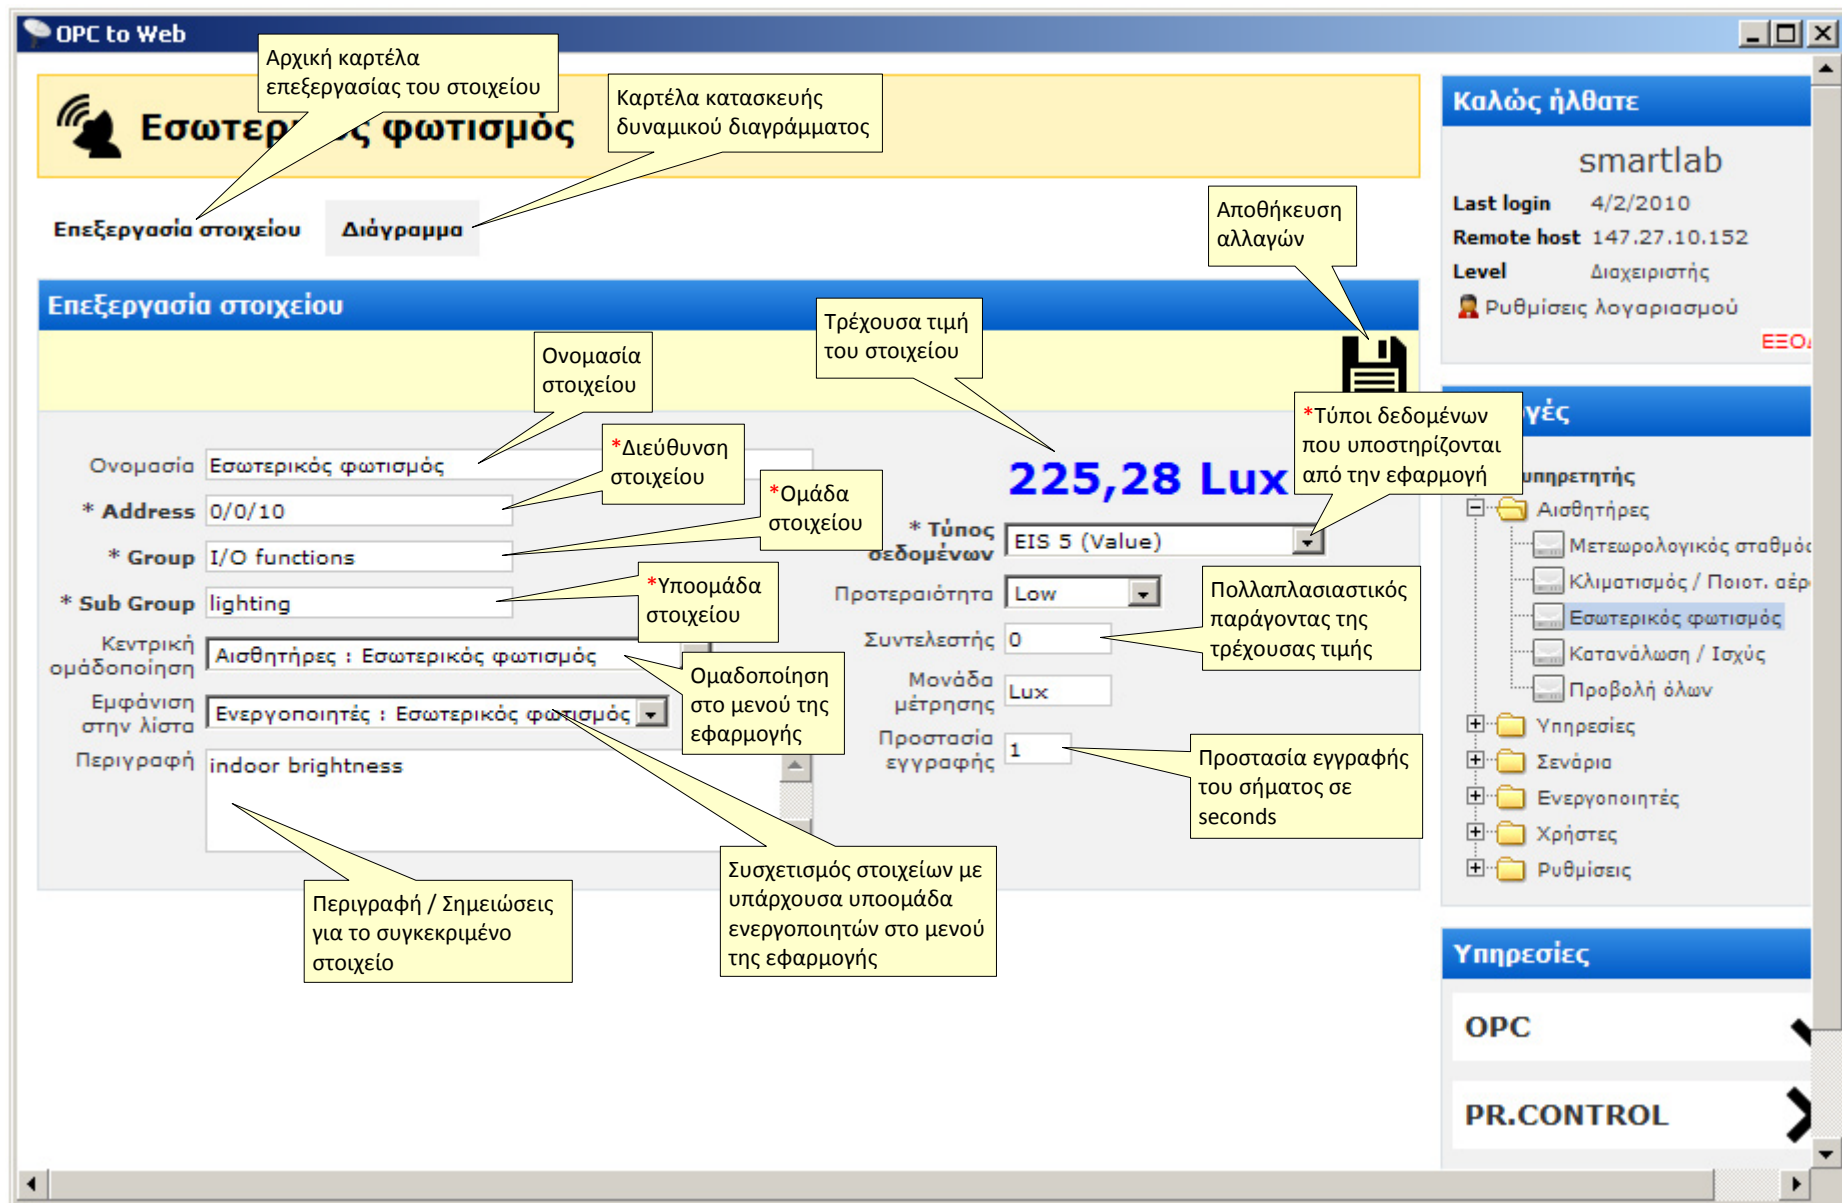 OPC to Web
Αρχική καρτέλα
επεξεργασίας του στοιχείου
Καρτέλα κατασκευής
δυναμικού διαγράμματος
Εσωτερικός φωτισμός
Επεξεργασία στοιχείου
Διάγραμμα
Αποθήκευση
αλλαγών
Επεξεργασία στοιχείου
Ονομασία
στοιχείου
Τρέχουσα τιμή
του στοιχείου
*Τύποι δεδομένων
που υποστηρίζονται
από την εφαρμογή
Ονομασία Εσωτερικός φωτισμός
*Διεύθυνση
στοιχείου
* Address 0/0/10
*Ομάδα
στοιχείου
* Group I/O functions
*Υποομάδα
στοιχείου
* Sub Group lighting
Κεντρική
ομάδοποίηση
Αισθητήρες : Εσωτερικός φωτισμός
Ομαδοποίηση
στο μενού της
εφαρμογής
Εμφάνιση
στην λίστα
Ενεργοποιητές : Εσωτερικός φωτισμός
Περιγραφή indoor brightness
225,28 Lux
* Τύπος
δεδομένων
EIS 5 (Value)
Προτεραιότητα Low
Συντελεστής 0
Πολλαπλασιαστικός
παράγοντας της
τρέχουσας τιμής
Μονάδα
μέτρησης
Lux
Προστασία
εγγραφής
1
Προστασία εγγραφής
του σήματος σε
seconds
Περιγραφή / Σημειώσεις
για το συγκεκριμένο
στοιχείο
Συσχετισμός στοιχείων με
υπάρχουσα υποομάδα
ενεργοποιητών στο μενού
της εφαρμογής
Καλώς ήλθατε
smartlab
Last login 4/2/2010
Remote host 147.27.10.152
Level Διαχειριστής
Ρυθμίσεις λογαριασμού
Αισθητήρες
Μετεωρολογικός
Κλιματισμός / Ποιοτ.
Εσωτερικός φωτισμός
Κατανάλωση / Ισχύς
Προβολή όλων
Υπηρεσίες
Σενάρια
Ενεργοποιητές
Χρήστες
Ρυθμίσεις
Υπηρεσίες
OPC
PR.CONTROL